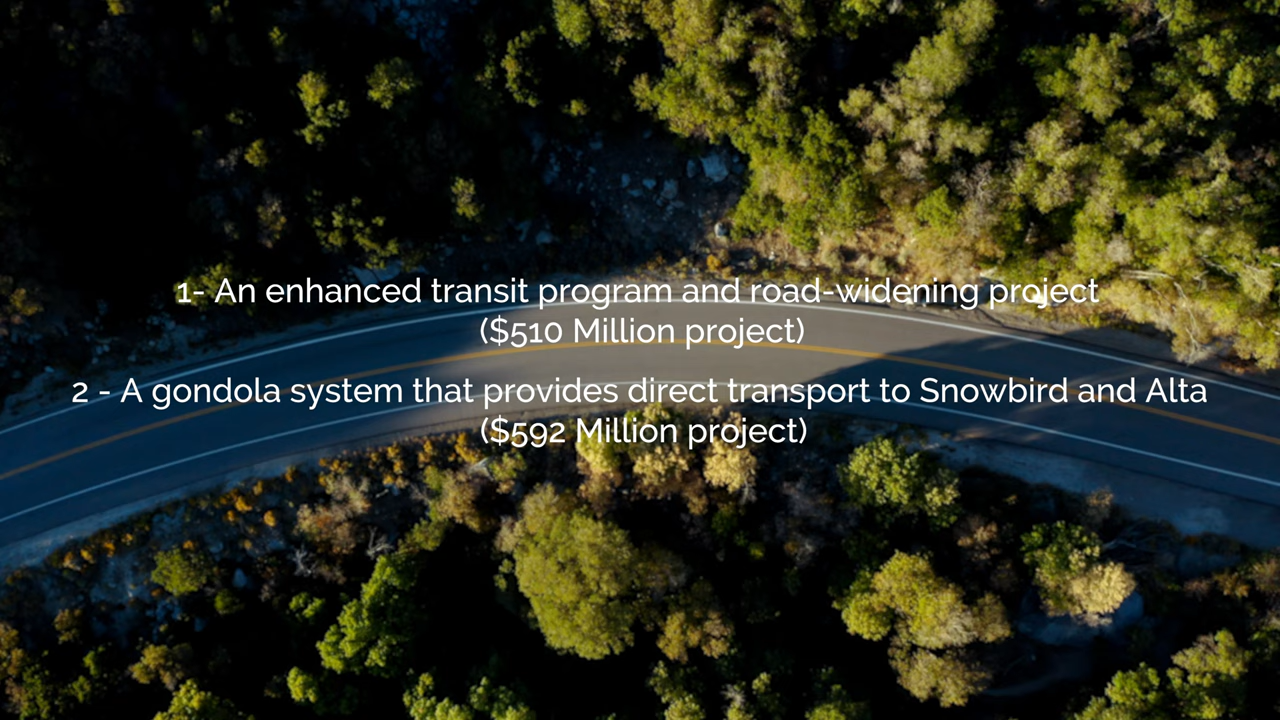 1- An enhanced transit program and road-widening project
($510 Million project)
2 - A gondola system that provides direct transport to Snowbird and Alta
($592 Million project)